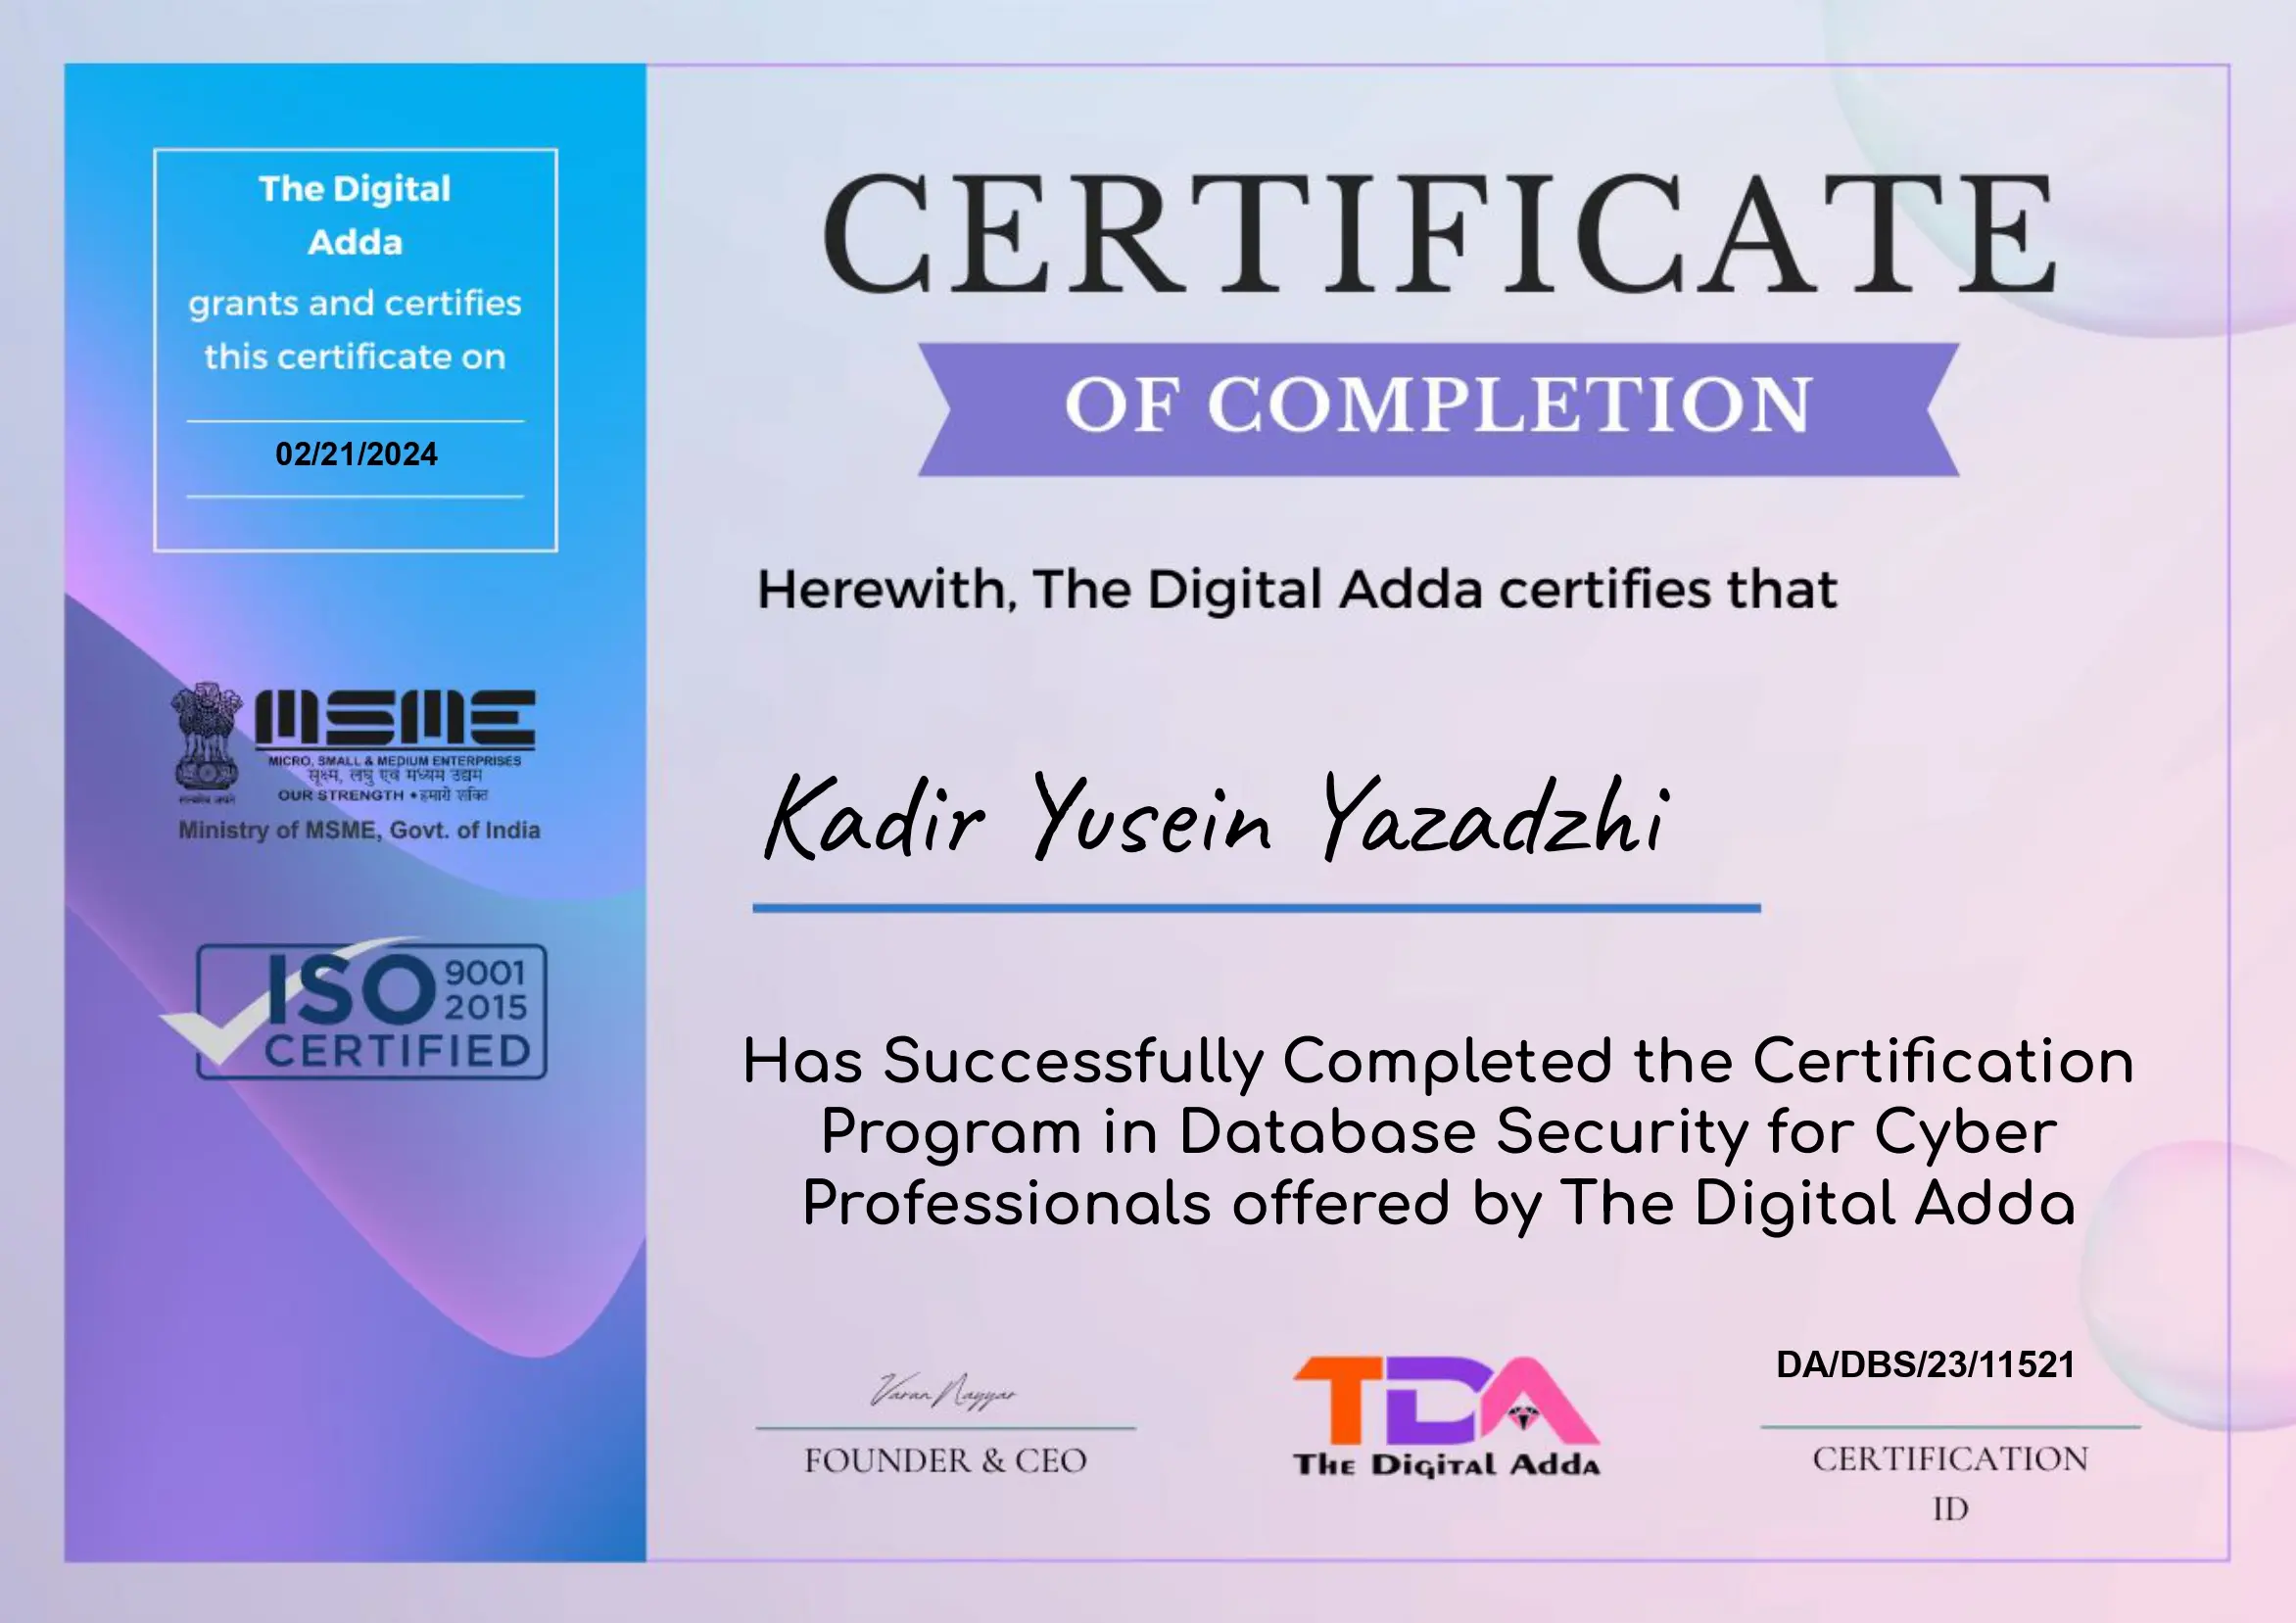 The Digital
Adda
grants and certifies
this certificate on
02/21/2024
MSME
MICRO, SMALL & MEDIUM ENTERPRISES
सूक्ष्म, लघु एवं मध्यम उद्यम
OUR STRENGTH • हमारी शक्ति
सत्यमेव जयते
Ministry of MSME, Govt. of India
ISO 9001
2015
CERTIFIED
CERTIFICATE
OF COMPLETION
Herewith, The Digital Adda certifies that
Kadir Yusein Yazadzhi
Has Successfully Completed the Certification
Program in Database Security for Cyber
Professionals offered by The Digital Adda
Varan Nayyar
FOUNDER & CEO
TDA
The Digital Adda
DA/DBS/23/11521
CERTIFICATION
ID